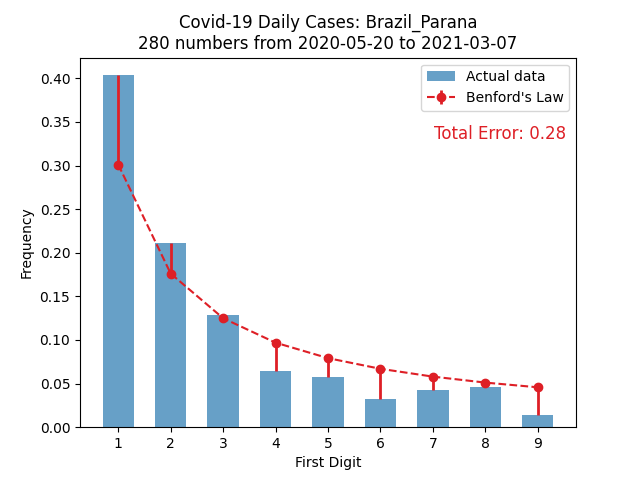 Covid-19 Daily Cases: Brazil_Parana
280 numbers from 2020-05-20 to 2021-03-07
Actual data
Benford's Law
Total Error: 0.28
Frequency
0.40
0.35
0.30
0.25
0.20
0.15
0.10
0.05
0.00
1 2 3 4 5 6 7 8 9
First Digit